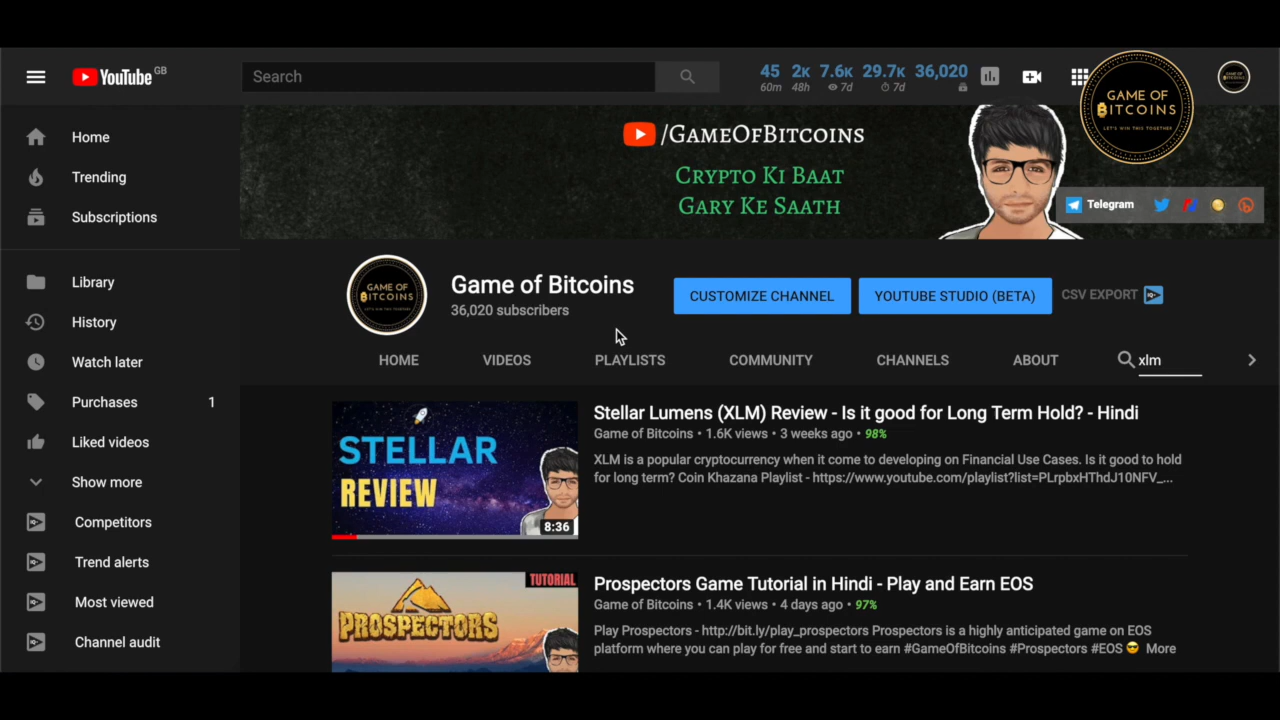 YouTube GB
Search
45 2K 7.6K 29.7K 36,020
60m 48h 7d 7d
GAME OF
BITCOINS
LET'S WIN THIS TOGETHER
/GameOfBitcoins
Crypto Ki Baat
Gary Ke Saath
Telegram
Home
Trending
Subscriptions
Library
History
Watch later
Purchases 1
Liked videos
Show more
Competitors
Trend alerts
Most viewed
Channel audit
GAME OF
BITCOINS
Game of Bitcoins
36,020 subscribers
CUSTOMIZE CHANNEL
YOUTUBE STUDIO (BETA)
CSV EXPORT
HOME VIDEOS PLAYLISTS COMMUNITY CHANNELS ABOUT xlm
STELLAR
REVIEW
8:36
Stellar Lumens (XLM) Review - Is it good for Long Term Hold? - Hindi
Game of Bitcoins • 1.6K views • 3 weeks ago • 98%
XLM is a popular cryptocurrency when it come to developing on Financial Use Cases. Is it good to hold
for long term? Coin Khazana Playlist - https://www.youtube.com/playlist?list=PLrpbxHThdJ10NFV_...
TUTORIAL
PROSPECTORS
Prospectors Game Tutorial in Hindi - Play and Earn EOS
Game of Bitcoins • 1.4K views • 4 days ago • 97%
Play Prospectors - http://bit.ly/play_prospectors Prospectors is a highly anticipated game on EOS
platform where you can play for free and start to earn #GameOfBitcoins #Prospectors #EOS 😎 More